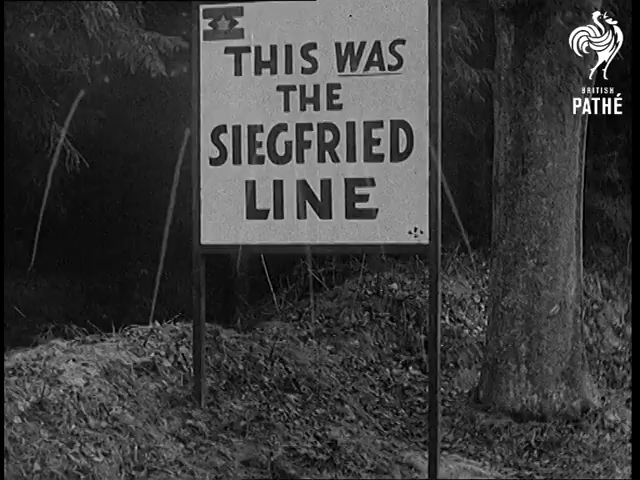 THIS WAS
THE
SIEGFRIED
LINE
BRITISH
PATHÉ